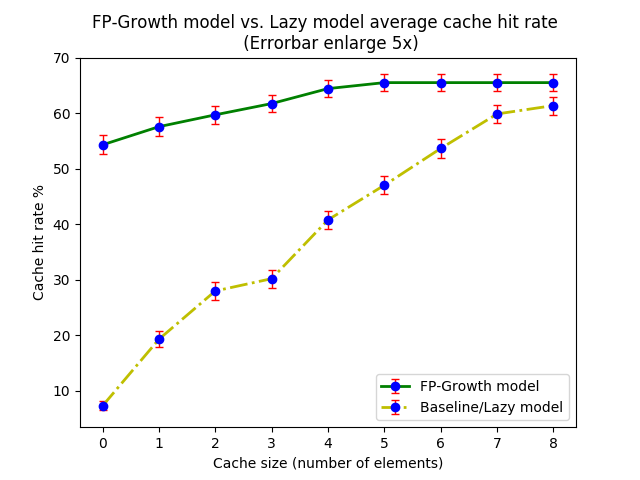 FP-Growth model vs. Lazy model average cache hit rate
(Errorbar enlarge 5x)
70
60
50
40
30
20
10
Cache hit rate %
FP-Growth model
Baseline/Lazy model
0 1 2 3 4 5 6 7 8
Cache size (number of elements)